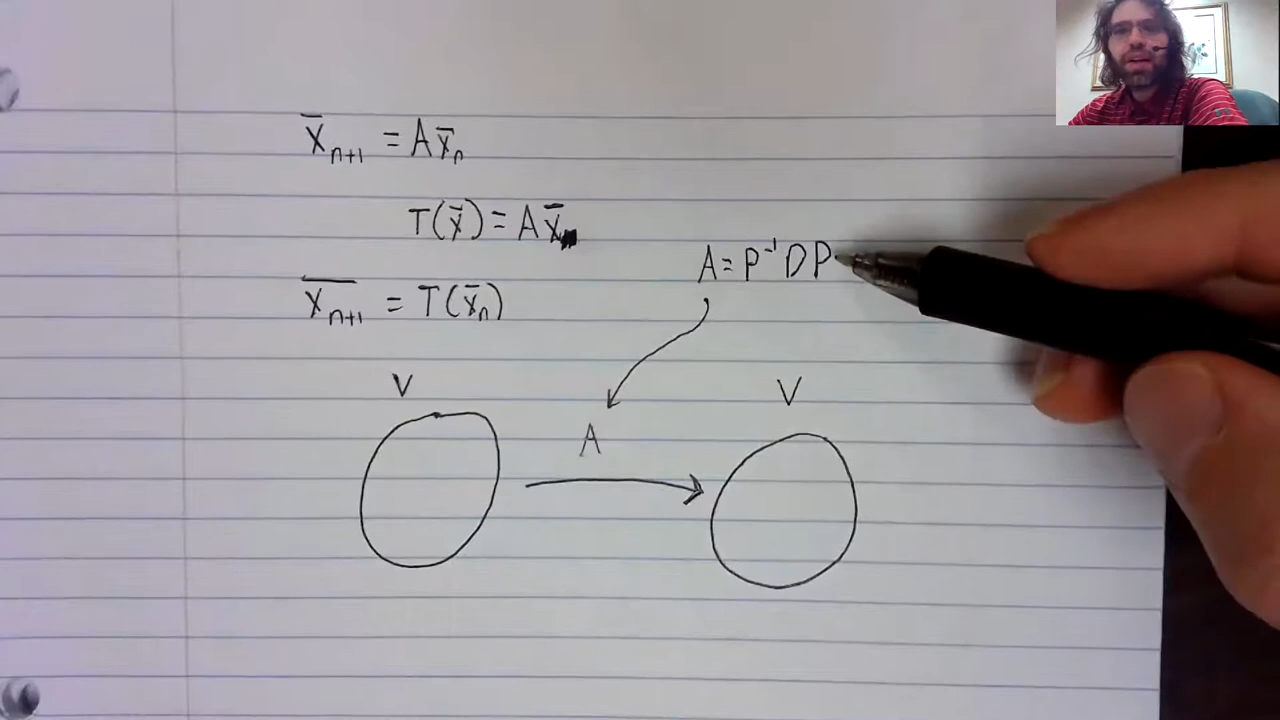 x̄ₙ₊₁ = Ax̄ₙ
T(x̄) = Ax̄
A = P⁻¹DP
x̄ₙ₊₁ = T(x̄ₙ)
V V
A